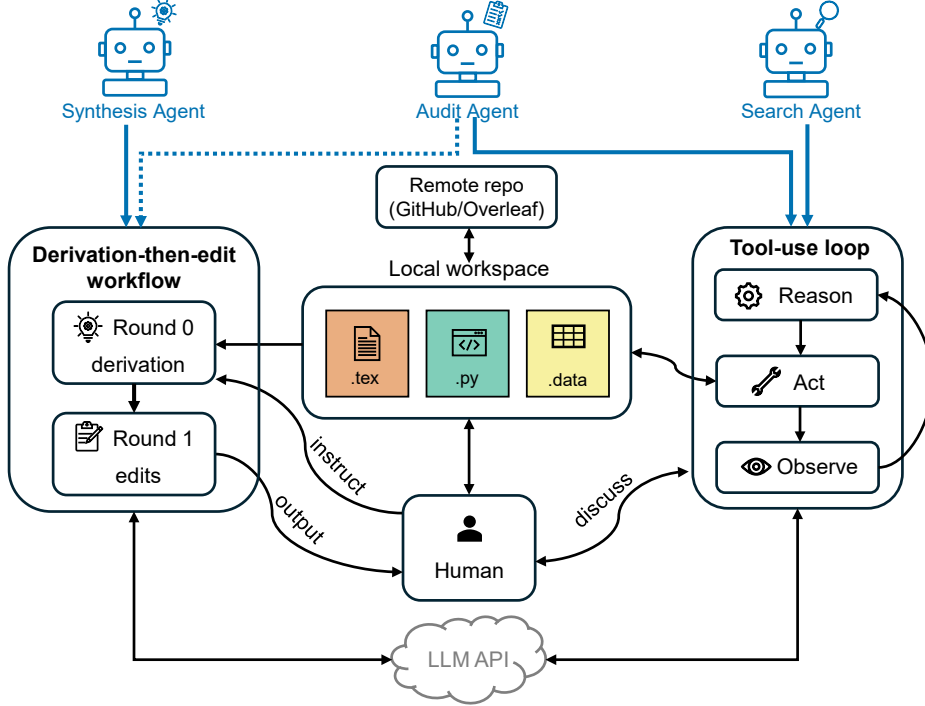 Synthesis Agent
Audit Agent
Search Agent
Remote repo
(GitHub/Overleaf)
Derivation-then-edit
workflow
Round 0
derivation
Round 1
edits
Local workspace
.tex
.py
.data
Tool-use loop
Reason
Act
Observe
instruct
output
discuss
Human
LLM API